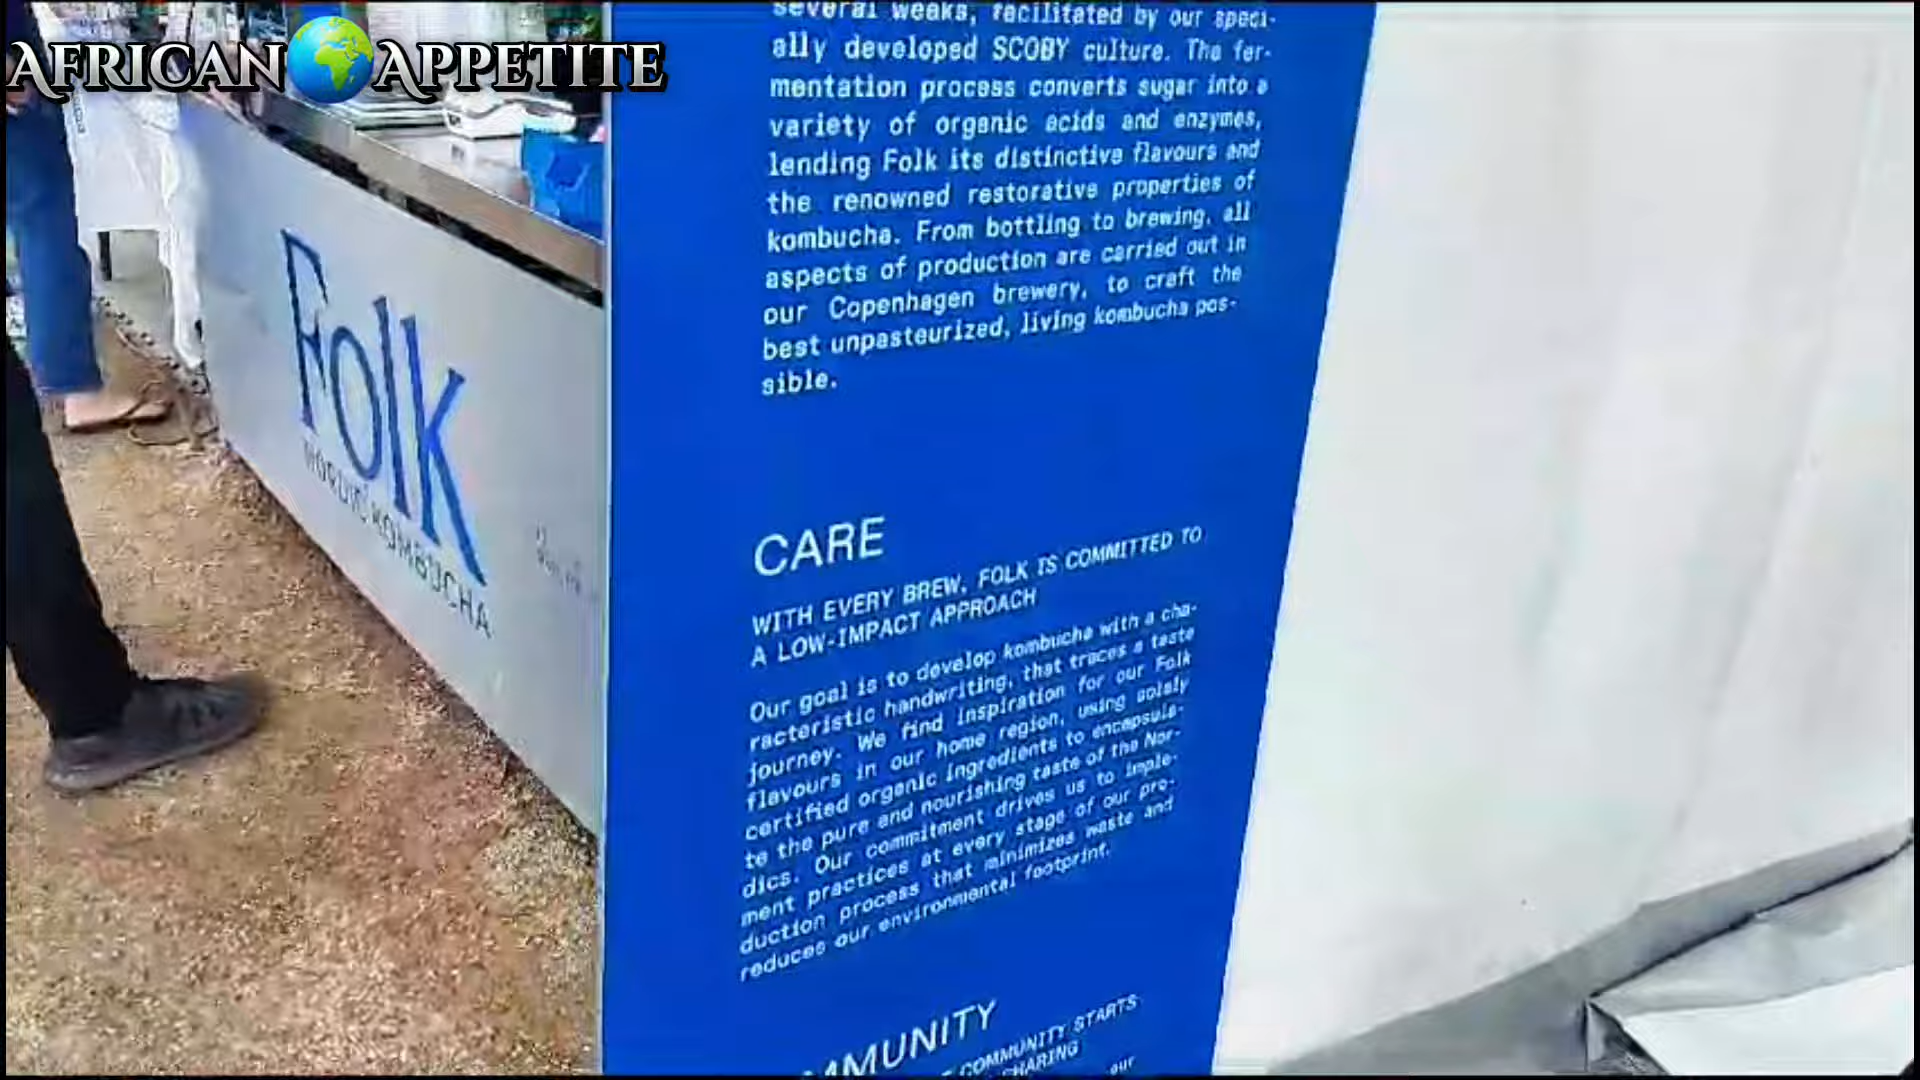 AFRICAN APPETITE
several weaks, facilitated by our speci-
ally developed SCOBY culture. The fer-
mentation process converts sugar into a
variety of organic acids and enzymes,
lending Folk its distinctive flavours and
the renowned restorative properties of
kombucha. From bottling to brewing, all
aspects of production are carried out in
our Copenhagen brewery, to craft the
best unpasteurized, living kombucha pos-
sible.
CARE
WITH EVERY BREW, FOLK IS COMMITTED TO
A LOW-IMPACT APPROACH
Our goal is to develop kombucha with a cha-
racteristic handwriting, that traces a taste
journey. We find inspiration for our Folk
flavours in our home region, using solely
certified organic ingredients to encapsula-
te the pure and nourishing taste of the Nor-
dics. Our commitment drives us to imple-
ment practices at every stage of our pro-
duction process that minimizes waste and
reduces our environmental footprint.
MMUNITY
COMMUNITY STARTS
SHARING
our
Folk
NORDIC KOMBUCHA